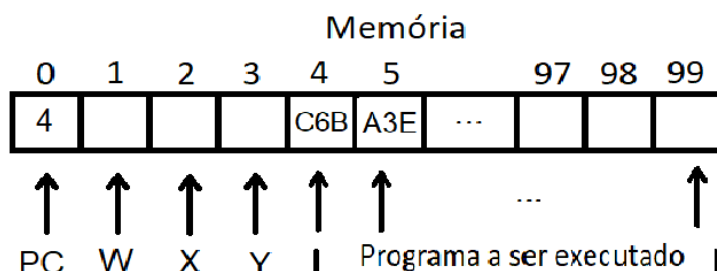 Memória
0 1 2 3 4 5 97 98 99
4 C6B A3E ...
...
PC W X Y Programa a ser executado